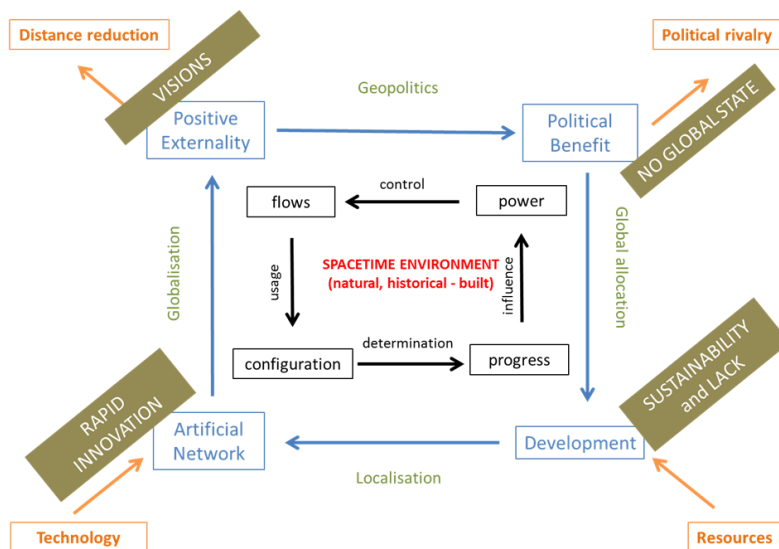 Distance reduction
Political rivalry
VISIONS
Geopolitics
Positive
Externality
Political
Benefit
NO GLOBAL STATE
control
flows
power
Globalisation
usage
SPACETIME ENVIRONMENT
(natural, historical - built)
influence
Global allocation
determination
configuration
progress
RAPID
INNOVATION
SUSTAINABILITY
and LACK
Artificial
Network
Development
Localisation
Technology
Resources